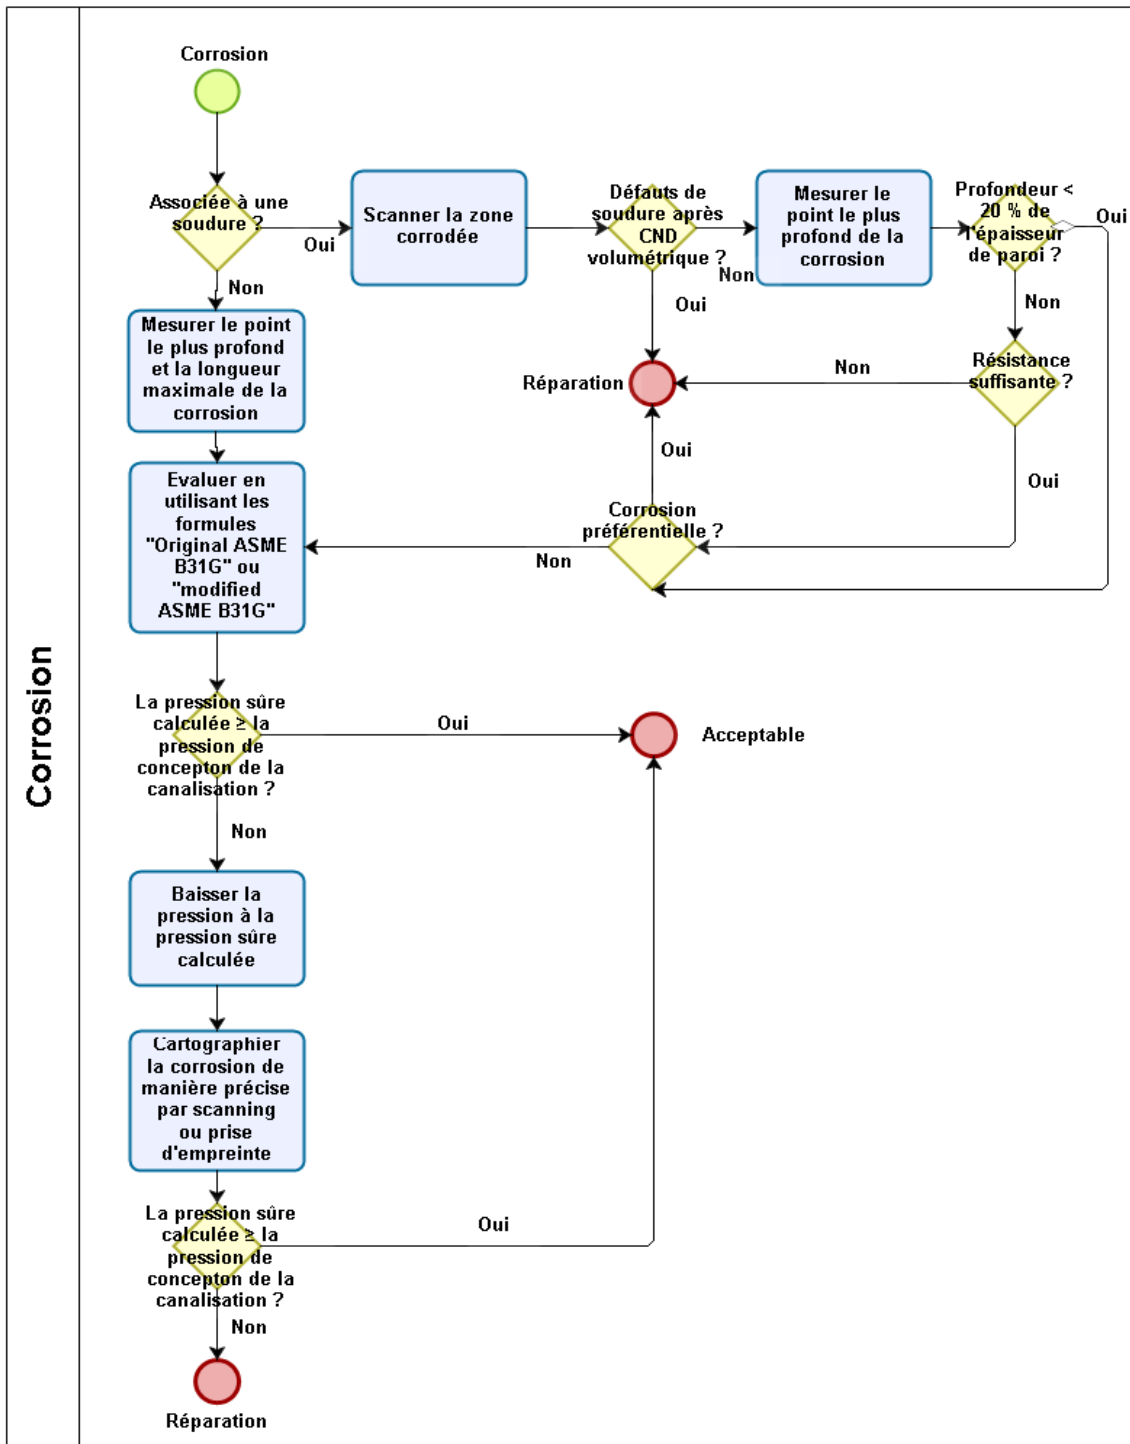 Corrosion
Corrosion
Associée à une
soudure ?
Oui
Non
Scanner la zone
corrodée
Défauts de
soudure après
CND
volumétrique ?
Non
Oui
Mesurer le
point le plus
profond de la
corrosion
Profondeur <
20 % de
l'épaisseur
de paroi ?
Oui
Non
Résistance
suffisante ?
Non
Oui
Réparation
Oui
Corrosion
préférentielle ?
Non
Mesurer le point
le plus profond
et la longueur
maximale de la
corrosion
Evaluer en
utilisant les
formules
"Original ASME
B31G" ou
"modified
ASME B31G"
La pression sûre
calculée ≥ la
pression de
concepton de la
canalisation ?
Oui
Acceptable
Non
Baisser la
pression à la
pression sûre
calculée
Cartographier
la corrosion de
manière précise
par scanning
ou prise
d'empreinte
La pression sûre
calculée ≥ la
pression de
concepton de la
canalisation ?
Oui
Non
Réparation